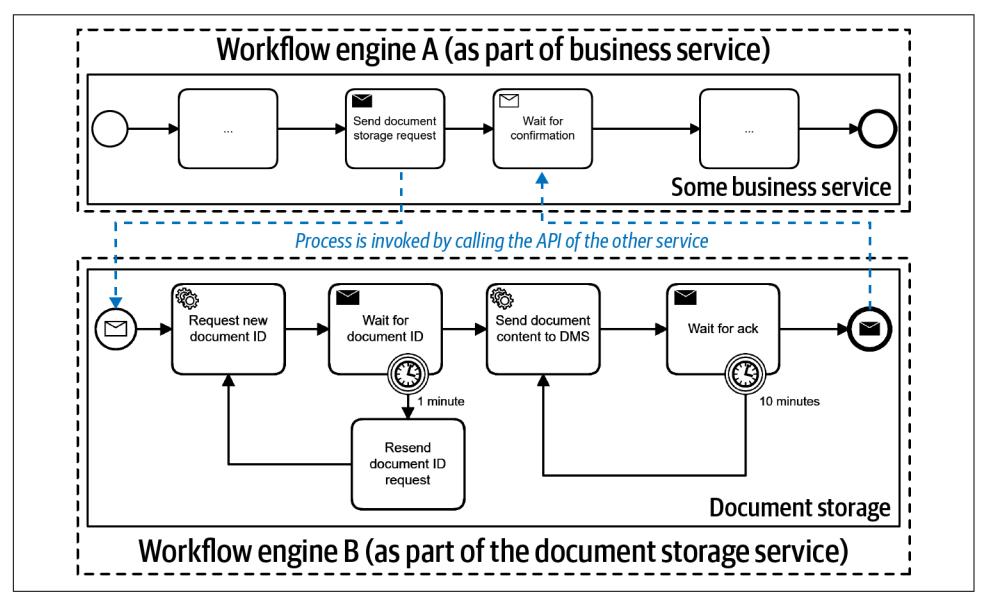 Workflow engine A (as part of business service)
...
Send document
storage request
Wait for
confirmation
...
Some business service
Process is invoked by calling the API of the other service
Request new
document ID
Wait for
document ID
Send document
content to DMS
Wait for ack
1 minute
10 minutes
Resend
document ID
request
Document storage
Workflow engine B (as part of the document storage service)